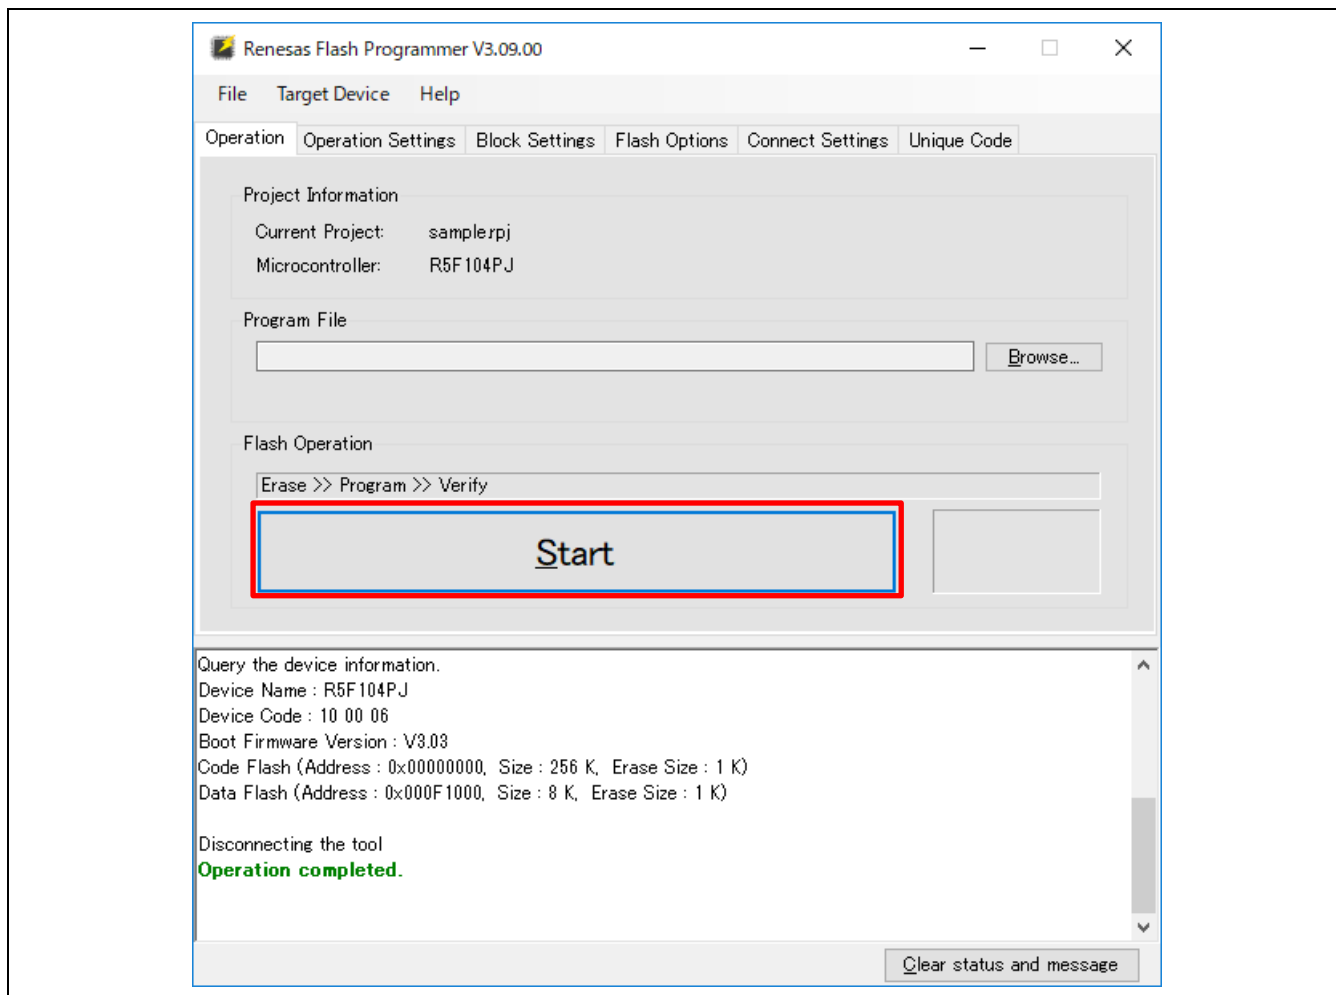 Renesas Flash Programmer V3.09.00
File Target Device Help
Operation Operation Settings Block Settings Flash Options Connect Settings Unique Code
Project Information
Current Project: sample.rpj
Microcontroller: R5F104PJ
Program File
Browse...
Flash Operation
Erase >> Program >> Verify
Start
Query the device information.
Device Name : R5F104PJ
Device Code : 10 00 06
Boot Firmware Version : V3.03
Code Flash (Address : 0x00000000, Size : 256 K, Erase Size : 1 K)
Data Flash (Address : 0x000F1000, Size : 8 K, Erase Size : 1 K)
Disconnecting the tool
Operation completed.
Clear status and message